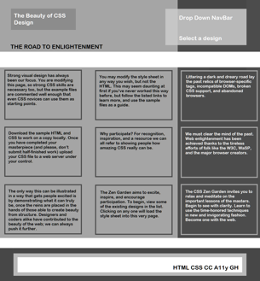 The Beauty of CSS
Design
Drop Down NavBar
Select a design
THE ROAD TO ENLIGHTENMENT
Strong visual design has always
been our focus. You are modifying
this page, so strong CSS skills are
necessary too, but the example files
are commented well enough that
even CSS novices can use them as
starting points.
You may modify the style sheet in
any way you wish, but not the
HTML. This may seem daunting at
first if you've never worked this way
before, but follow the listed links to
learn more, and use the sample
files as a guide.
Littering a dark and dreary road lay
the past relics of browser-specific
tags, incompatible DOMs, broken
CSS support, and abandoned
browsers.
Download the sample HTML and
CSS to work on a copy locally. Once
you have completed your
masterpiece (and please, don't
submit half-finished work) upload
your CSS file to a web server under
your control.
Why participate? For recognition,
inspiration, and a resource we can
all refer to showing people how
amazing CSS really can be.
We must clear the mind of the past.
Web enlightenment has been
achieved thanks to the tireless
efforts of folk like the W3C, WaSP,
and the major browser creators.
The only way this can be illustrated
in a way that gets people excited is
by demonstrating what it can truly
be, once the reins are placed in the
hands of those able to create beauty
from structure. Designers and
coders alike have contributed to the
beauty of the web; we can always
push it further.
The Zen Garden aims to excite,
inspire, and encourage
participation. To begin, view some
of the existing designs in the list.
Clicking on any one will load the
style sheet into this very page.
The CSS Zen Garden invites you to
relax and meditate on the
important lessons of the masters.
Begin to see with clarity. Learn to
use the time-honored techniques
in new and invigorating fashion.
Become one with the web.
HTML CSS CC A11y GH